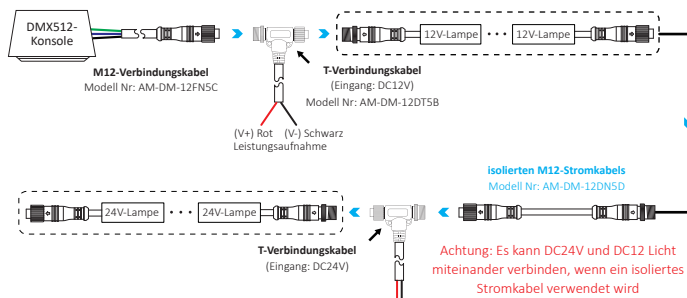 DMX512-
Konsole
M12-Verbindungskabel
Modell Nr: AM-DM-12FN5C
T-Verbindungskabel
(Eingang: DC12V)
Modell Nr: AM-DM-12DT5B
12V-Lampe
12V-Lampe
(V+) Rot (V-) Schwarz
Leistungsaufnahme
isolierten M12-Stromkabels
Modell Nr: AM-DM-12DN5D
24V-Lampe
24V-Lampe
T-Verbindungskabel
(Eingang: DC24V)
Achtung: Es kann DC24V und DC12 Licht
miteinander verbinden, wenn ein isoliertes
Stromkabel verwendet wird